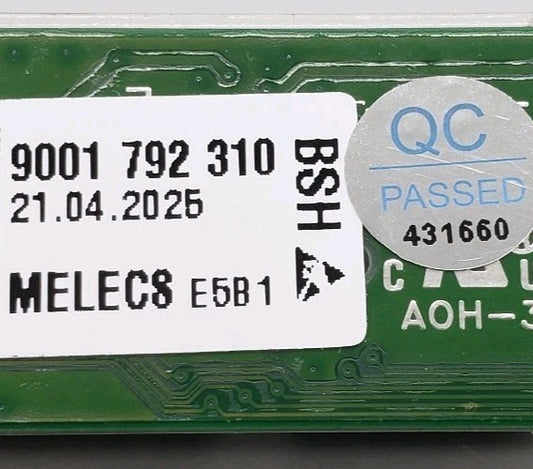 9001 792 310
21.04.2025
MELECS E5B1
BSH
QC
PASSED
431660
AOH-3